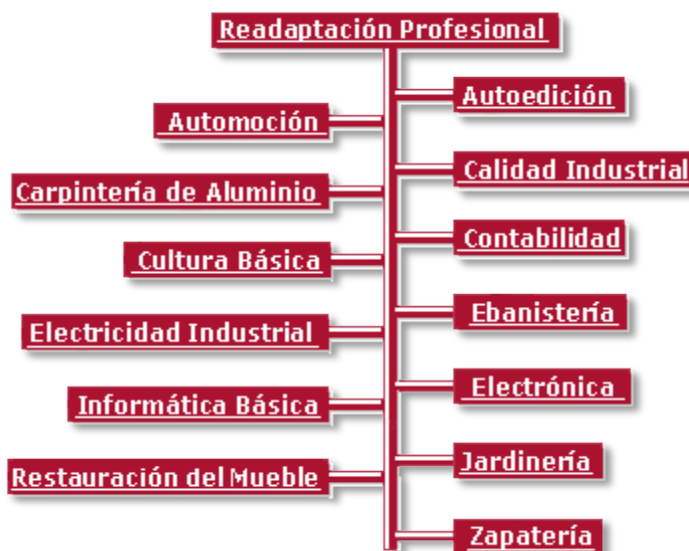 Readaptación Profesional
Autoedición
Automoción
Calidad Industrial
Carpintería de Aluminio
Contabilidad
Cultura Básica
Ebanistería
Electricidad Industrial
Electrónica
Informática Básica
Jardinería
Restauración del Mueble
Zapatería